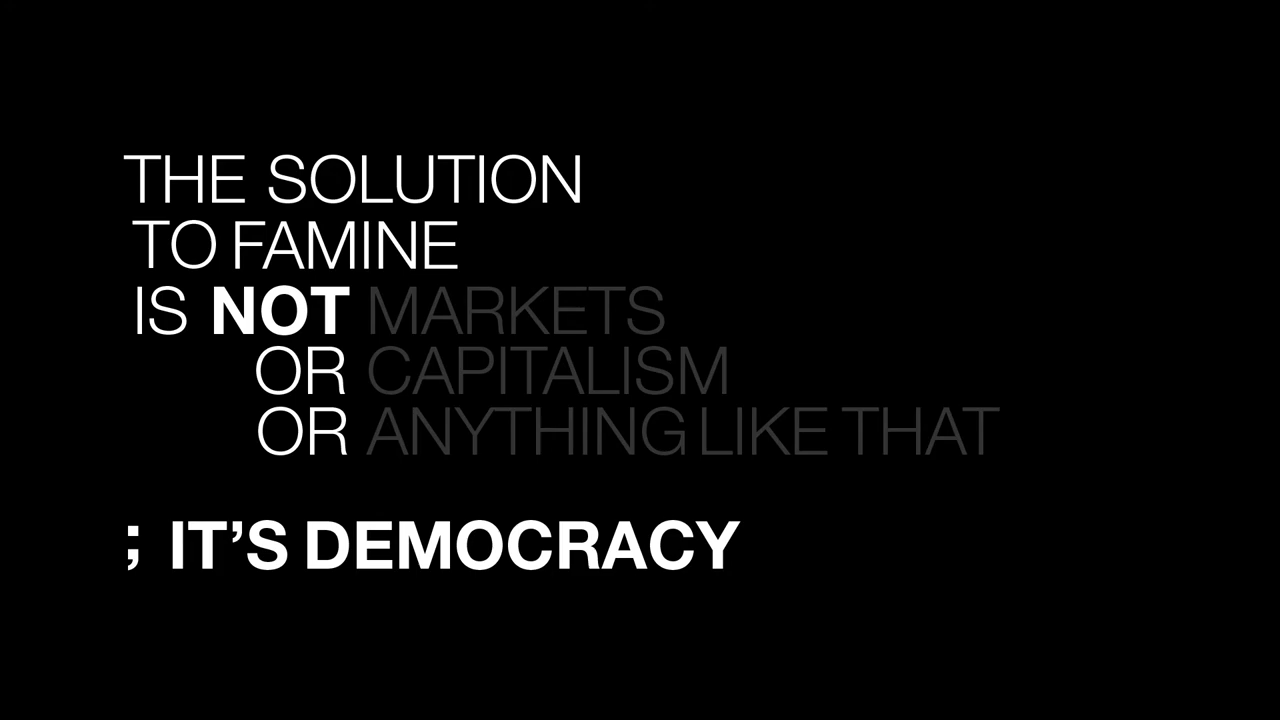 THE SOLUTION
TO FAMINE
IS NOT MARKETS
OR CAPITALISM
OR ANYTHING LIKE THAT
; IT’S DEMOCRACY